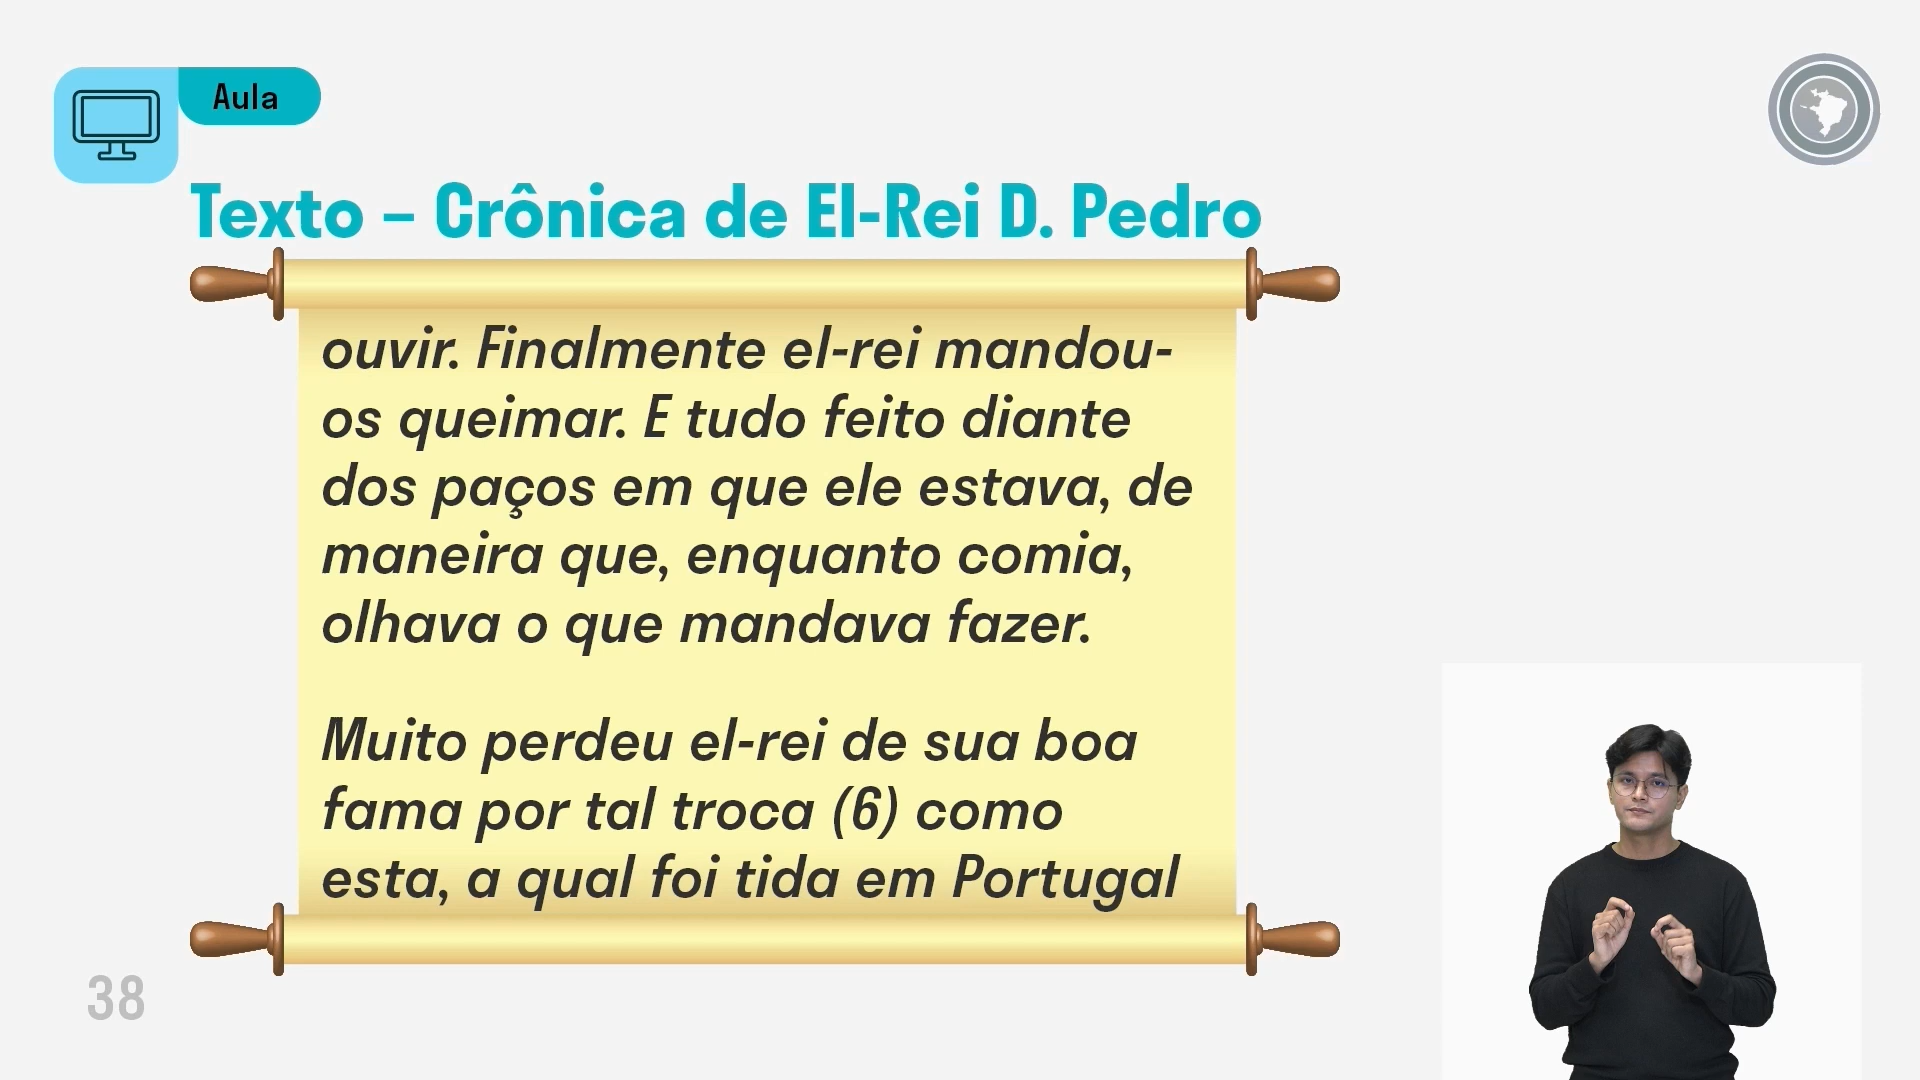 Aula
Texto – Crônica de El-Rei D. Pedro
ouvir. Finalmente el-rei mandou-
os queimar. E tudo feito diante
dos paços em que ele estava, de
maneira que, enquanto comia,
olhava o que mandava fazer.
Muito perdeu el-rei de sua boa
fama por tal troca (6) como
esta, a qual foi tida em Portugal
38